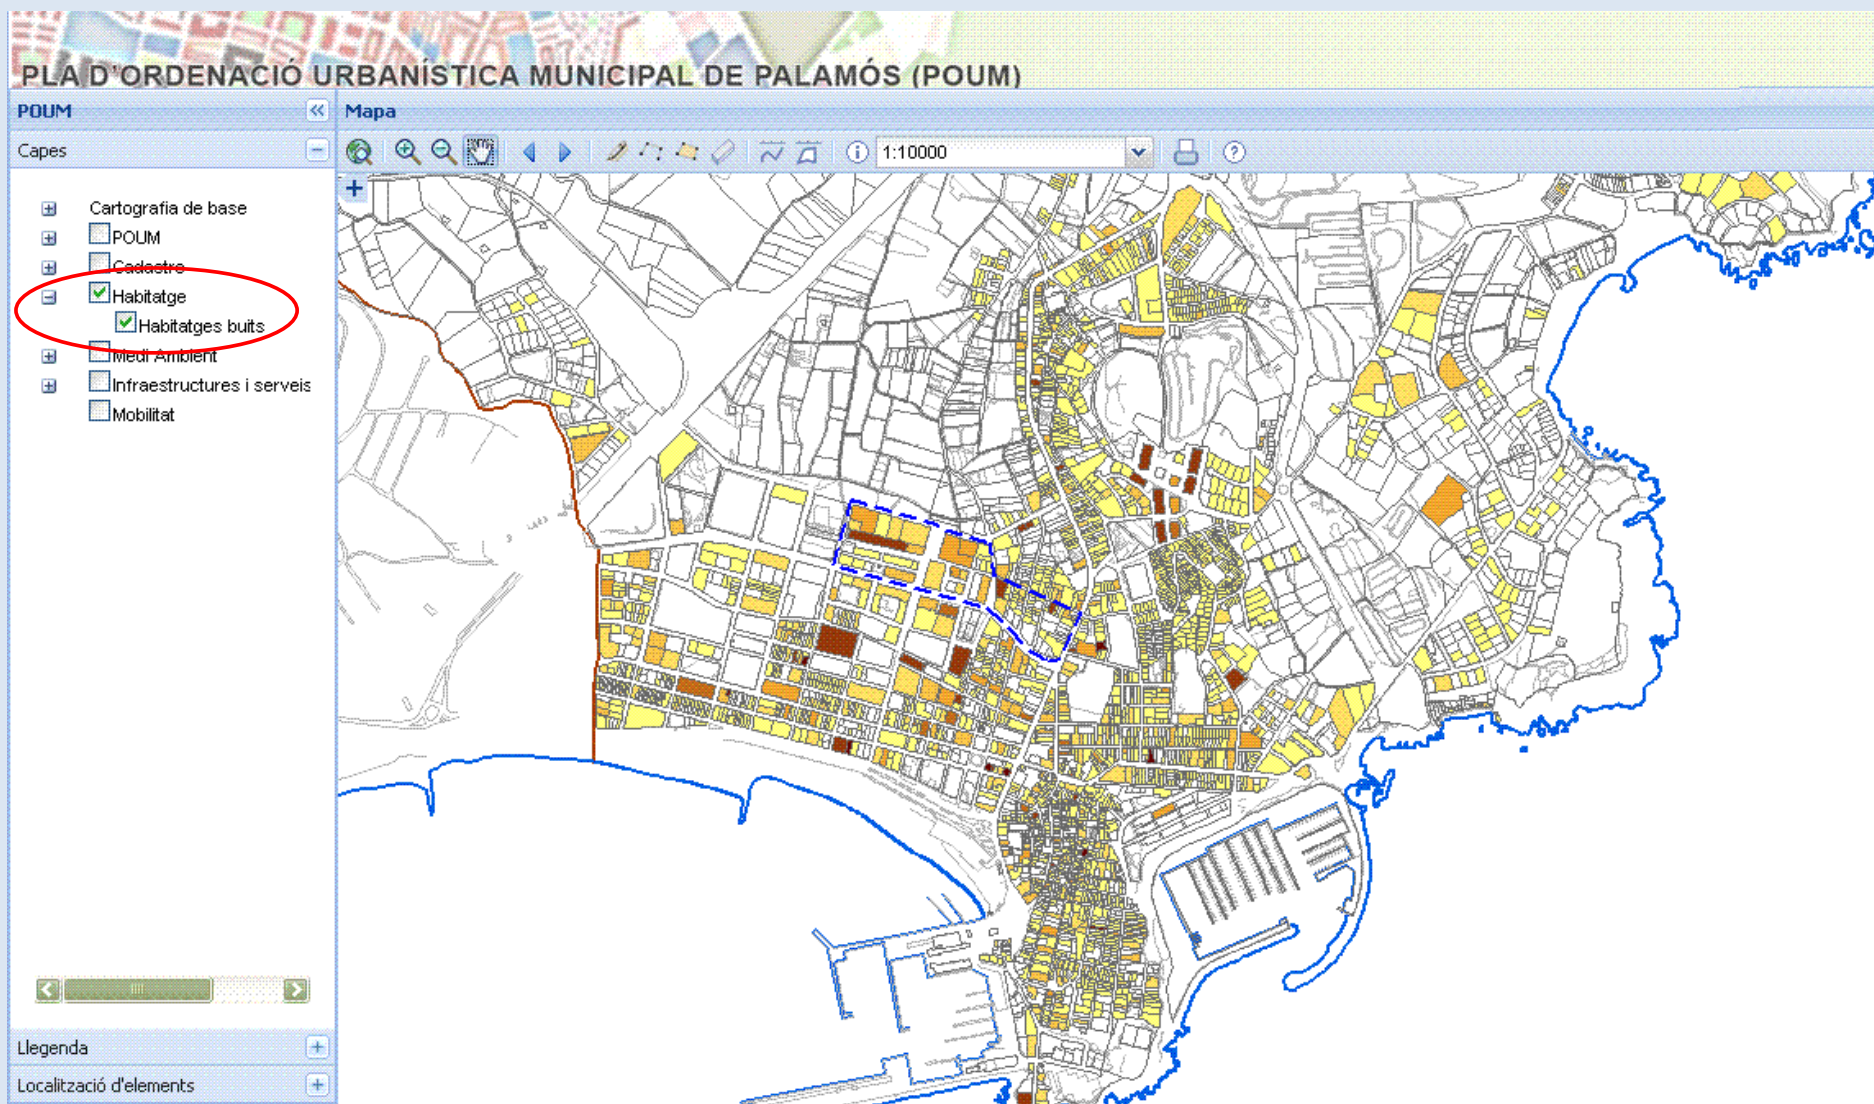 PLA D'ORDENACIÓ URBANÍSTICA MUNICIPAL DE PALAMÓS (POUM)
POUM
Mapa
Capes
1:10000
Cartografia de base
POUM
Cadastre
Habitatge
Habitatges buits
Medi Ambient
Infraestructures i serveis
Mobilitat
Llegenda
Localització d'elements